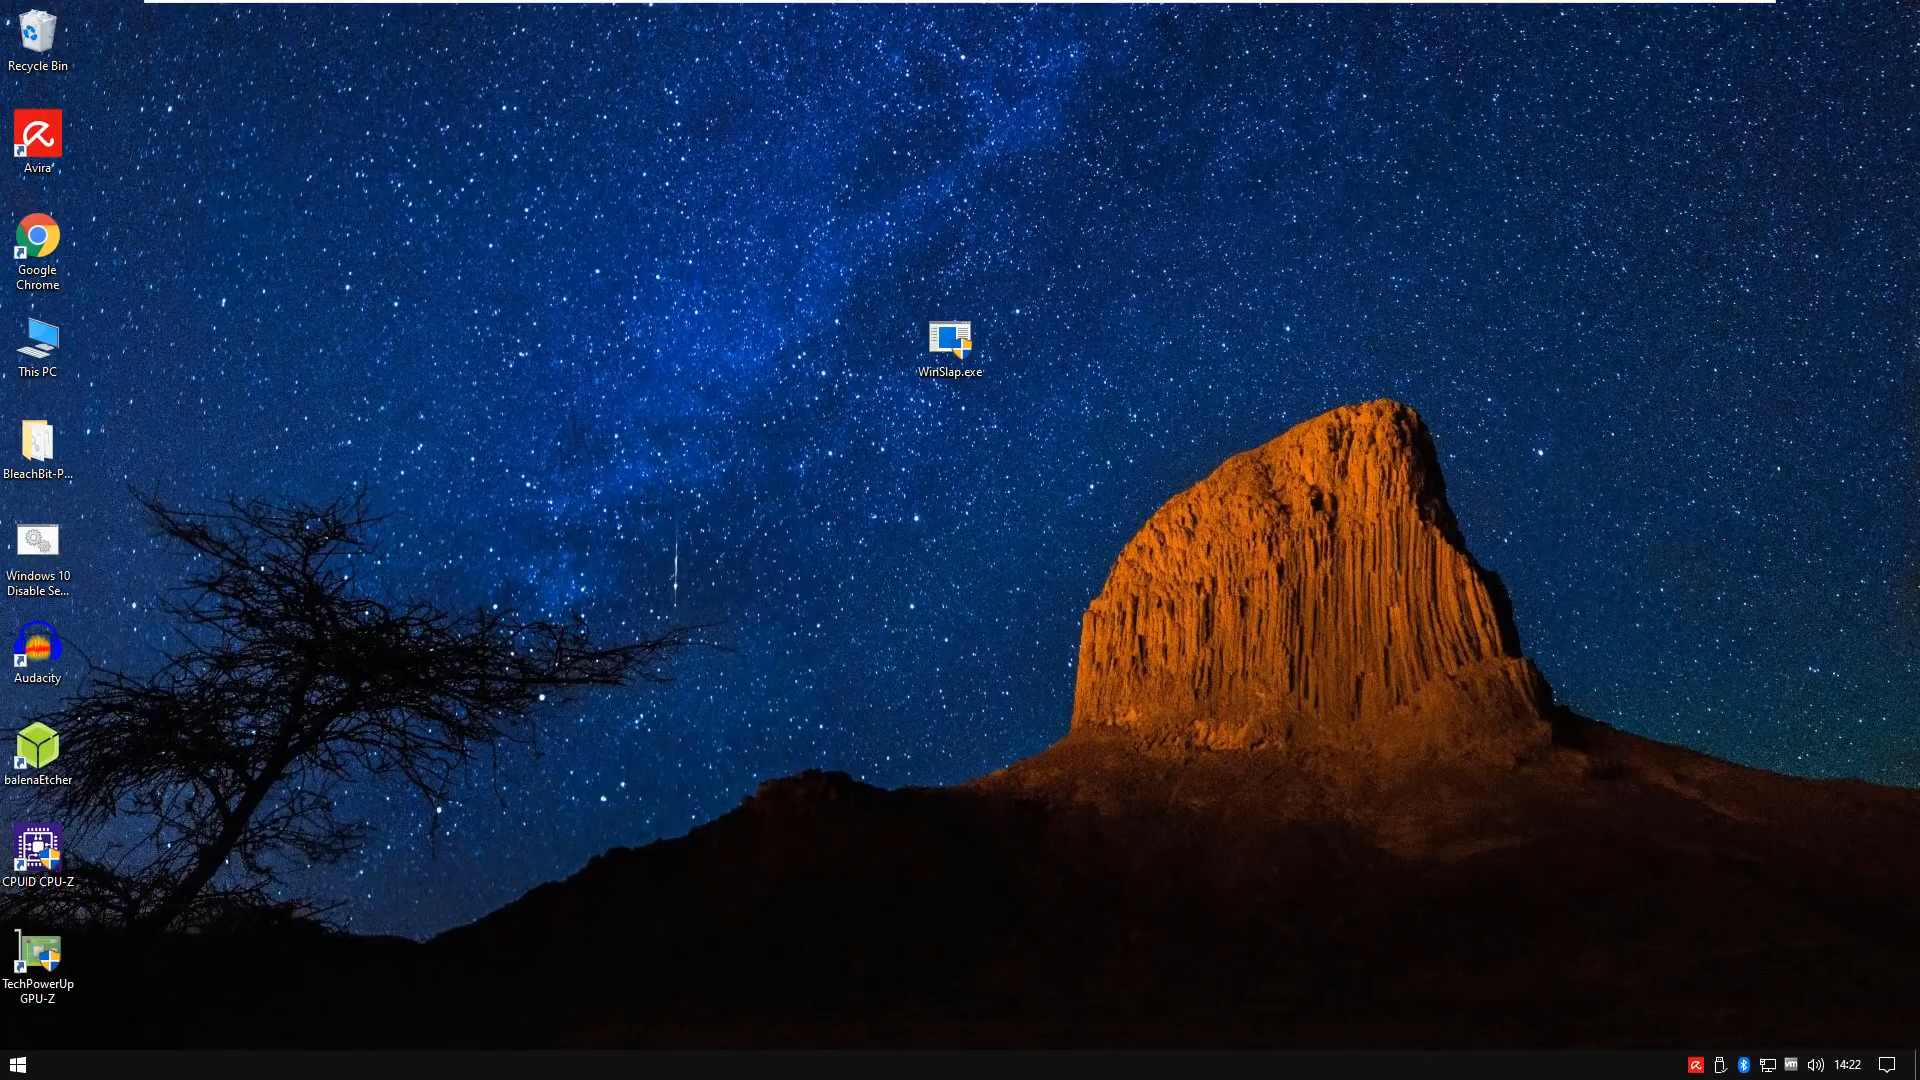 Recycle Bin
Avira
Google
Chrome
This PC
BleachBit-P...
Windows 10
Disable Se...
Audacity
balenaEtcher
CPUID CPU-Z
TechPowerUp
GPU-Z
WinSlap.exe
vm
14:22